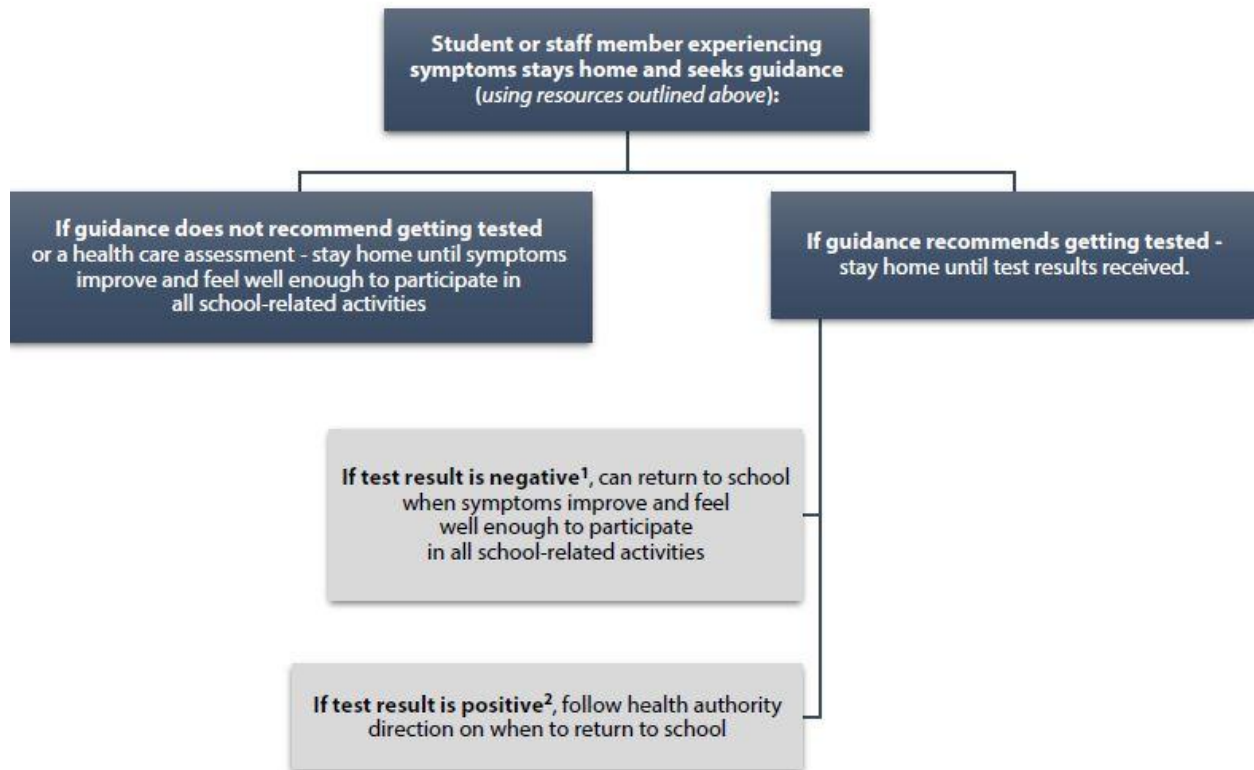 Student or staff member experiencing
symptoms stays home and seeks guidance
(using resources outlined above):
If guidance does not recommend getting tested
or a health care assessment - stay home until symptoms
improve and feel well enough to participate in
all school-related activities
If guidance recommends getting tested -
stay home until test results received.
If test result is negative¹, can return to school
when symptoms improve and feel
well enough to participate
in all school-related activities
If test result is positive², follow health authority
direction on when to return to school